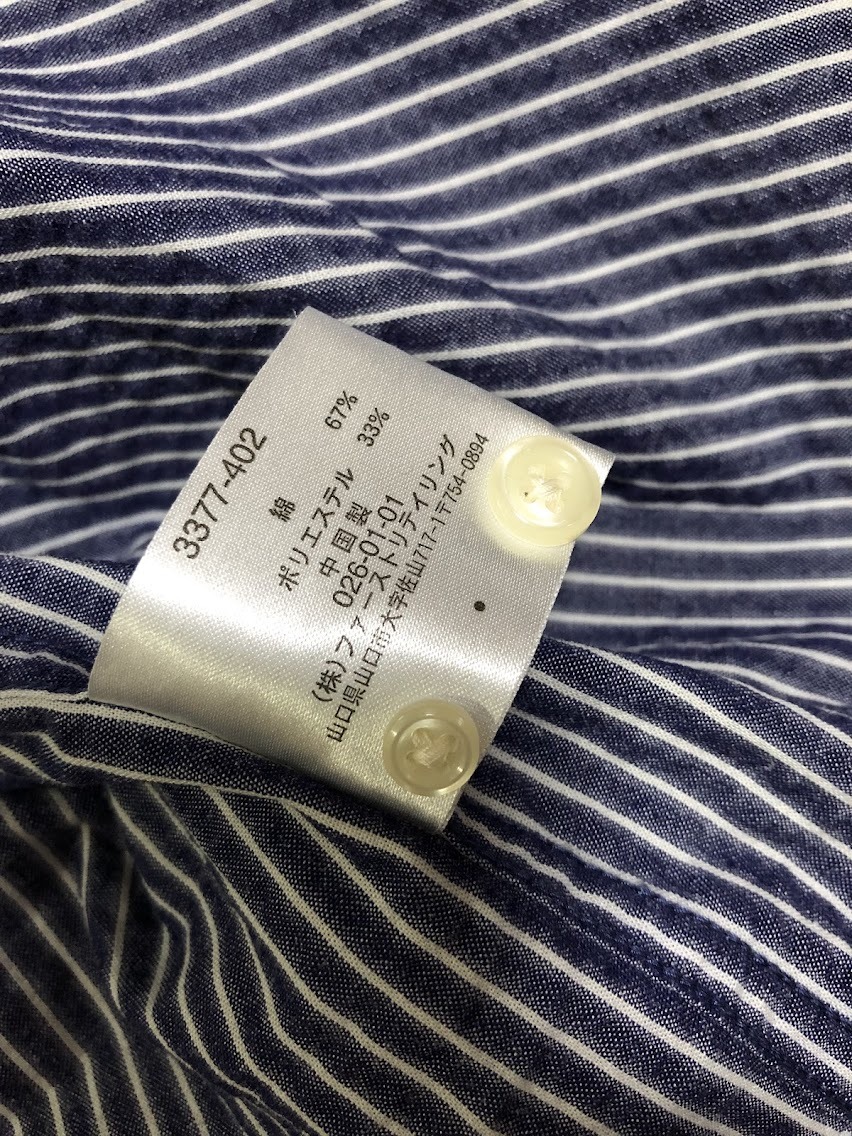 3377-402
綿 67%
ポリエステル 33%
中国製
026-01-01
(株)ファーストリテイリング
山口県山口市大字佐山717-1〒754-0894